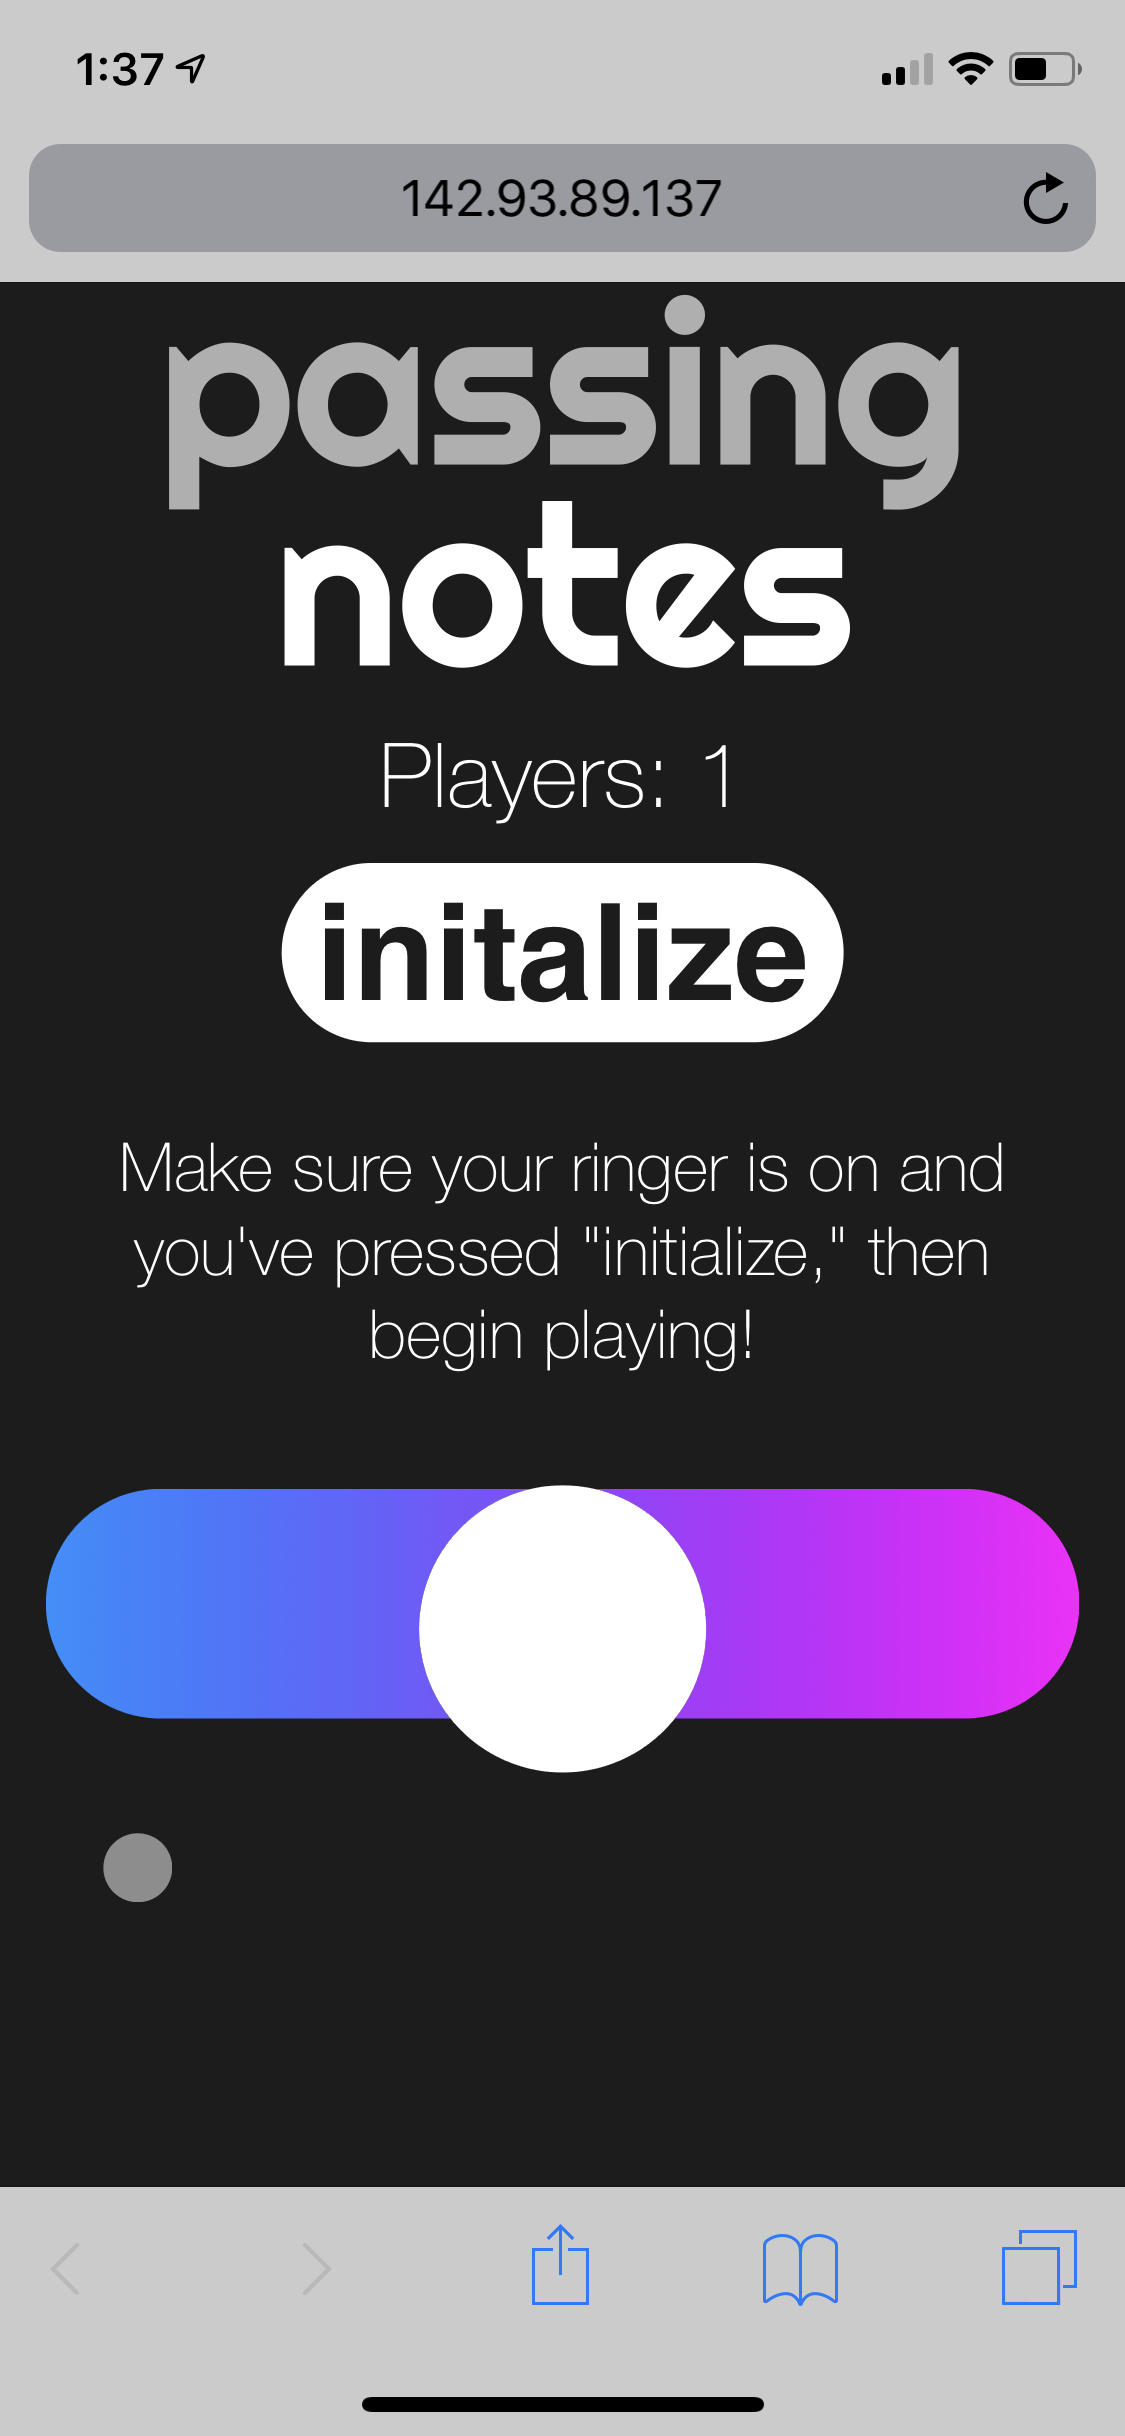 1:37
142.93.89.137
passing
notes
Players: 1
initalize
Make sure your ringer is on and
you've pressed "initialize," then
begin playing!